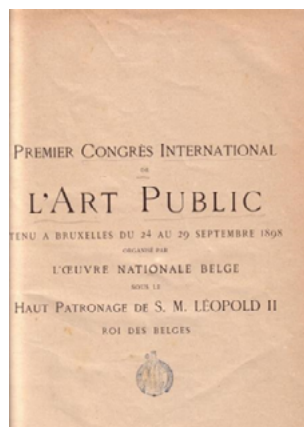 PREMIER CONGRÈS INTERNATIONAL
DE
L'ART PUBLIC
TENU A BRUXELLES DU 24 AU 29 SEPTEMBRE 1898
ORGANISÉ PAR
L'ŒUVRE NATIONALE BELGE
SOUS LE
HAUT PATRONAGE DE S. M. LÉOPOLD II
ROI DES BELGES